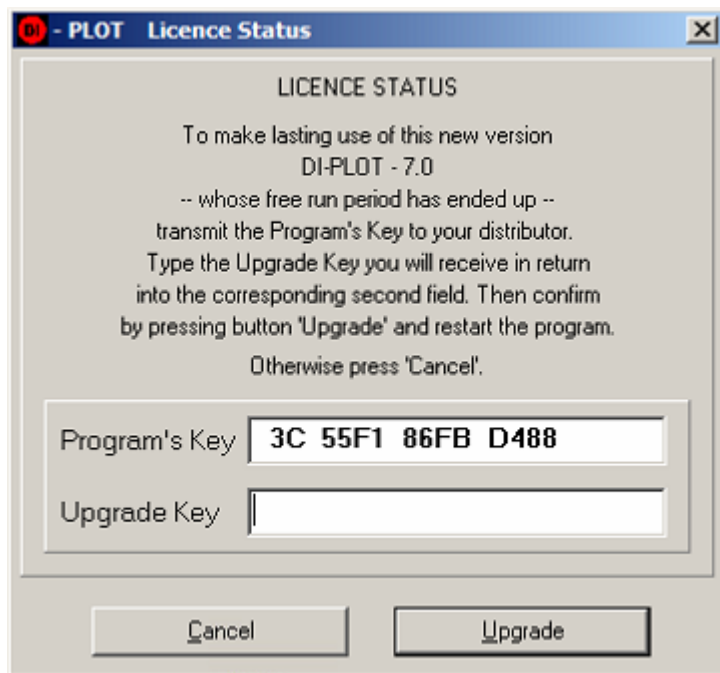 DI - PLOT Licence Status
LICENCE STATUS
To make lasting use of this new version
DI-PLOT - 7.0
-- whose free run period has ended up --
transmit the Program's Key to your distributor.
Type the Upgrade Key you will receive in return
into the corresponding second field. Then confirm
by pressing button 'Upgrade' and restart the program.
Otherwise press 'Cancel'.
Program's Key 3C 55F1 86FB D488
Upgrade Key
Cancel Upgrade